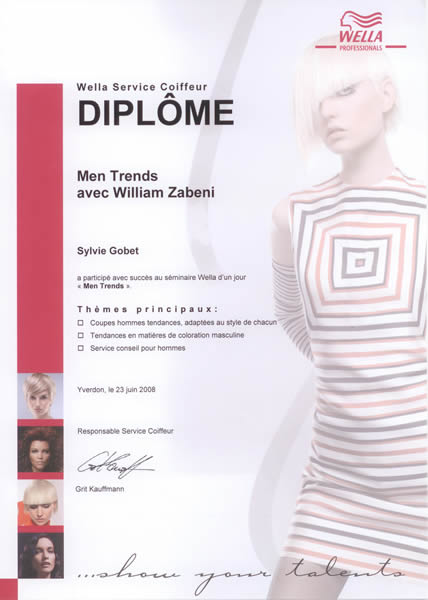 WELLA
PROFESSIONALS
Wella Service Coiffeur
DIPLÔME
Men Trends
avec William Zabeni
Sylvie Gobet
a participé avec succès au séminaire Wella d'un jour
« Men Trends ».
Thèmes principaux:
Coupes hommes tendances, adaptées au style de chacun
Tendances en matières de coloration masculine
Service conseil pour hommes
Yverdon, le 23 juin 2008
Responsable Service Coiffeur
Grit Kauffmann
...show your talents